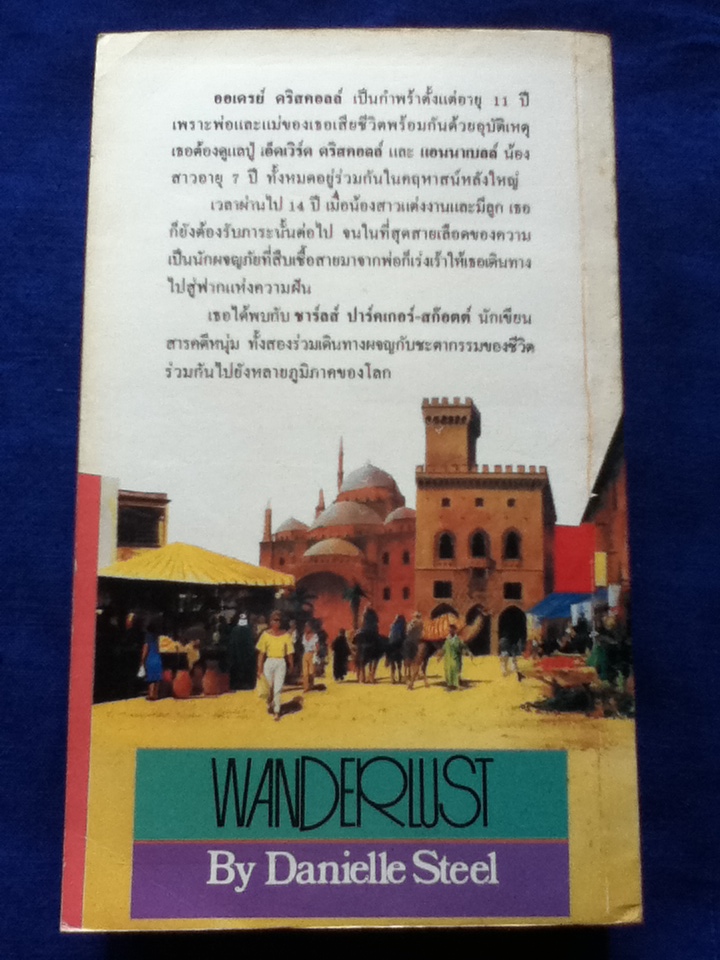 ออเดรย์ ดริสคอลล์ เป็นกำพร้าตั้งแต่อายุ 11 ปี
เพราะพ่อและแม่ของเธอเสียชีวิตพร้อมกันด้วยอุบัติเหตุ
เธอต้องดูแลปู่ เอ็ดเวิร์ด ดริสคอลล์ และ แอนนาเบลล์ น้อง
สาวอายุ 7 ปี ทั้งหมดอยู่ร่วมกันในคฤหาสน์หลังใหญ่
เวลาผ่านไป 14 ปี เมื่อน้องสาวแต่งงานและมีลูก เธอ
ก็ยังต้องรับภาระนั้นต่อไป จนในที่สุดสายเลือดของความ
เป็นนักผจญภัยที่สืบเชื้อสายมาจากพ่อก็เร่งเร้าให้เธอเดินทาง
ไปสู่ฟากแห่งความฝัน
เธอได้พบกับ ชาร์ลส์ ปาร์คเกอร์-สก๊อตต์ นักเขียน
สารคดีหนุ่ม ทั้งสองร่วมเดินทางผจญกับชะตากรรมของชีวิต
ร่วมกันไปยังหลายภูมิภาคของโลก
WANDERLUST
By Danielle Steel